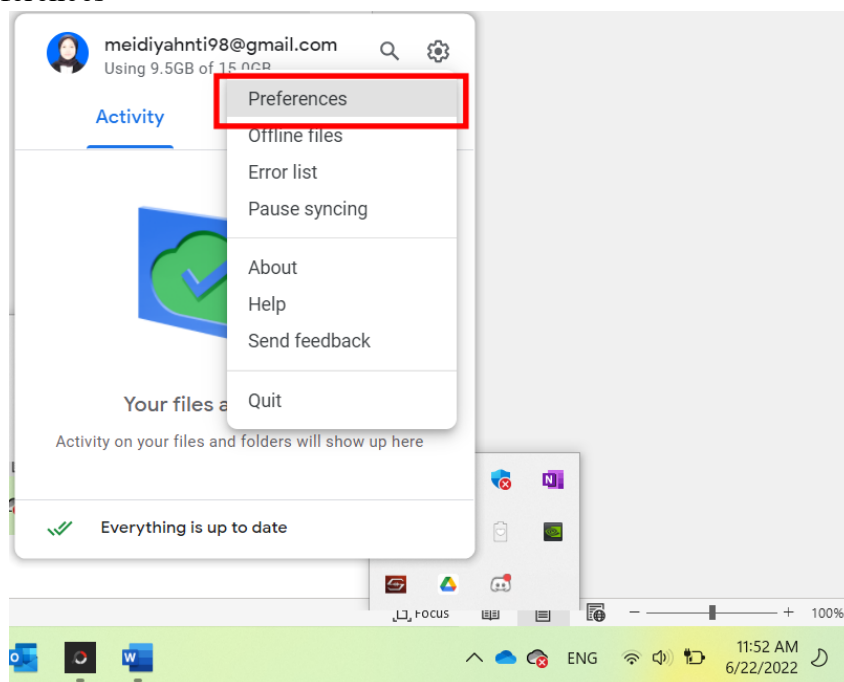 meidiyahnti98@gmail.com
Using 9.5GB of 15.0GB
Activity
Preferences
Offline files
Error list
Pause syncing
About
Help
Send feedback
Quit
Your files a
Activity on your files and folders will show up here
Everything is up to date
Focus
100%
ENG
11:52 AM
6/22/2022